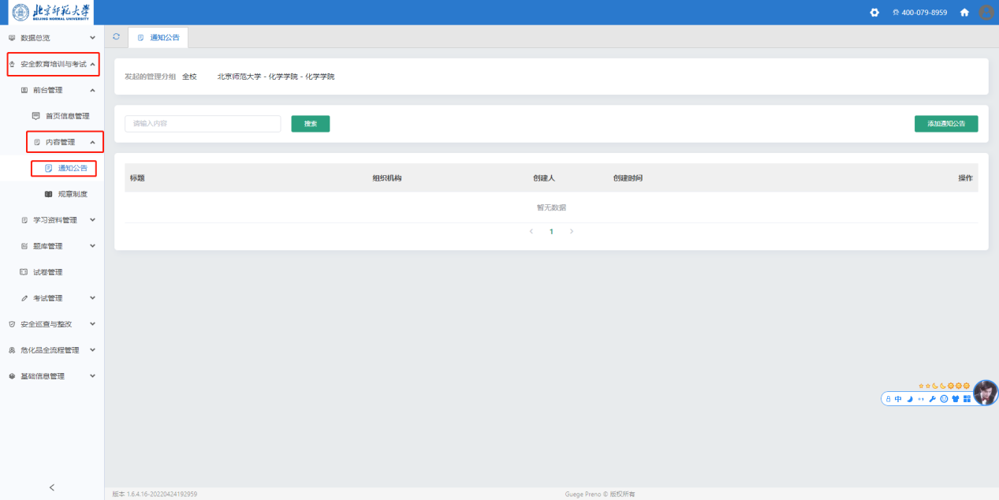 北京师范大学
BEIJING NORMAL UNIVERSITY
400-079-8959
数据总览
通知公告
安全教育培训与考试
前台管理
首页信息管理
内容管理
通知公告
规章制度
学习资料管理
题库管理
试卷管理
考试管理
安全巡查与整改
危化品全流程管理
基础信息管理
发起的管理分组 全校 北京师范大学 - 化学学院 - 化学学院
请输入内容 搜索 添加通知公告
标题 组织机构 创建人 创建时间 操作
暂无数据
1
中
版本 1.6.4.16-20220424192959 Guege Preno © 版权所有